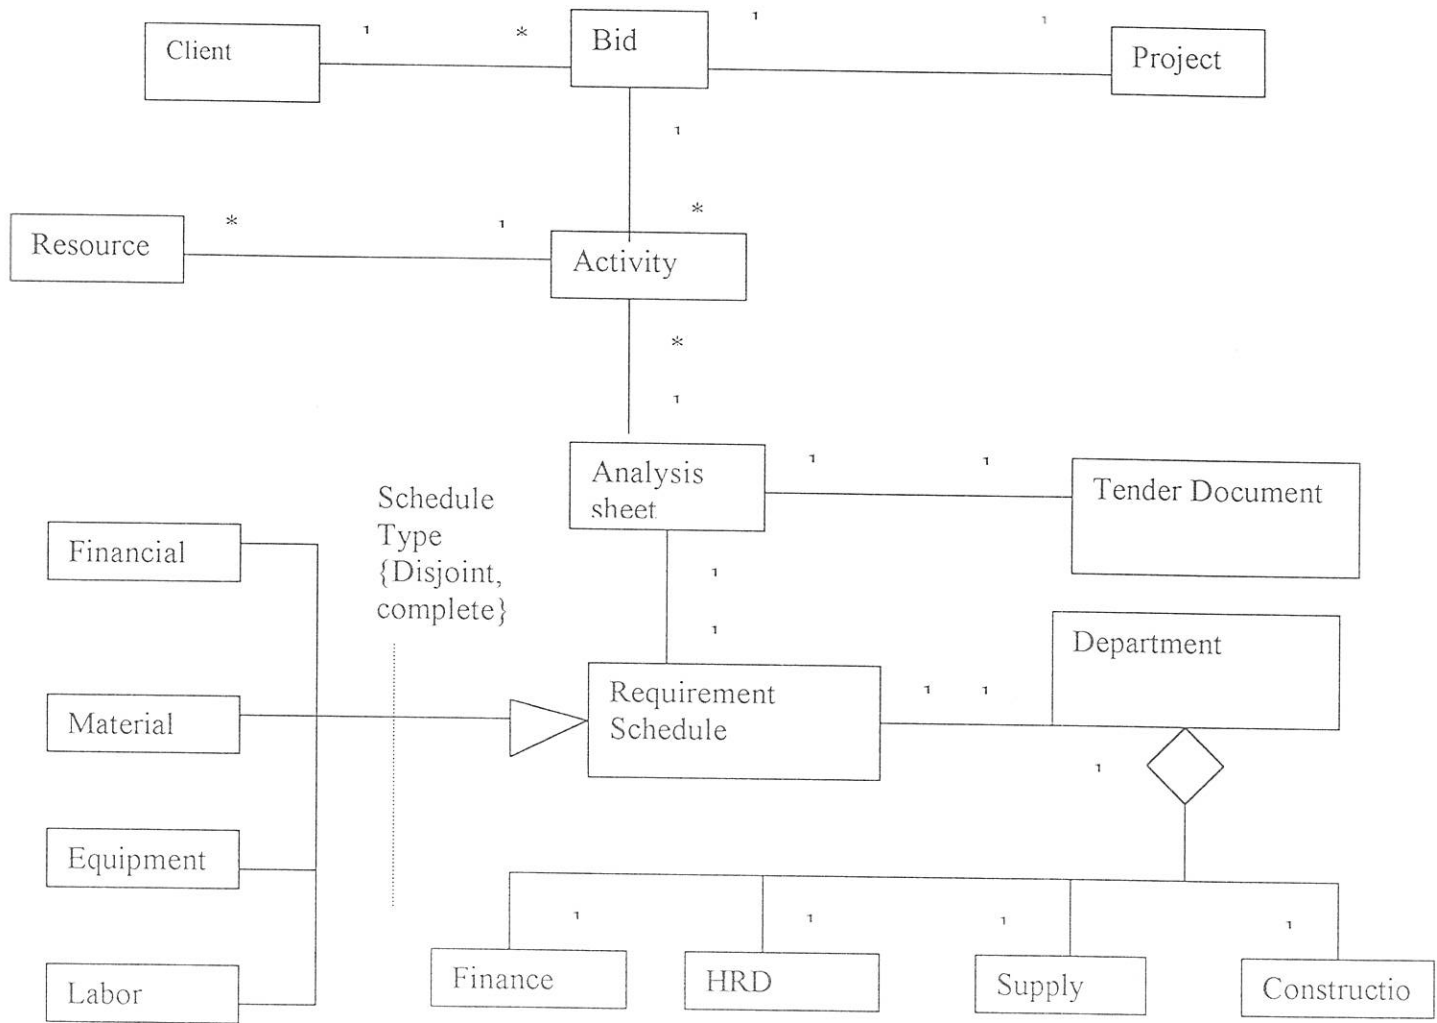 1 * 1 1
Client Bid Project
1
* 1 *
Resource Activity
*
1
Analysis
sheet
1 1
Tender Document
Schedule
Type
{Disjoint,
complete}
Financial
1
1
Department
Requirement
Schedule
1 1
Material
1
Equipment
1 1 1 1
Finance HRD Supply Constructio
Labor